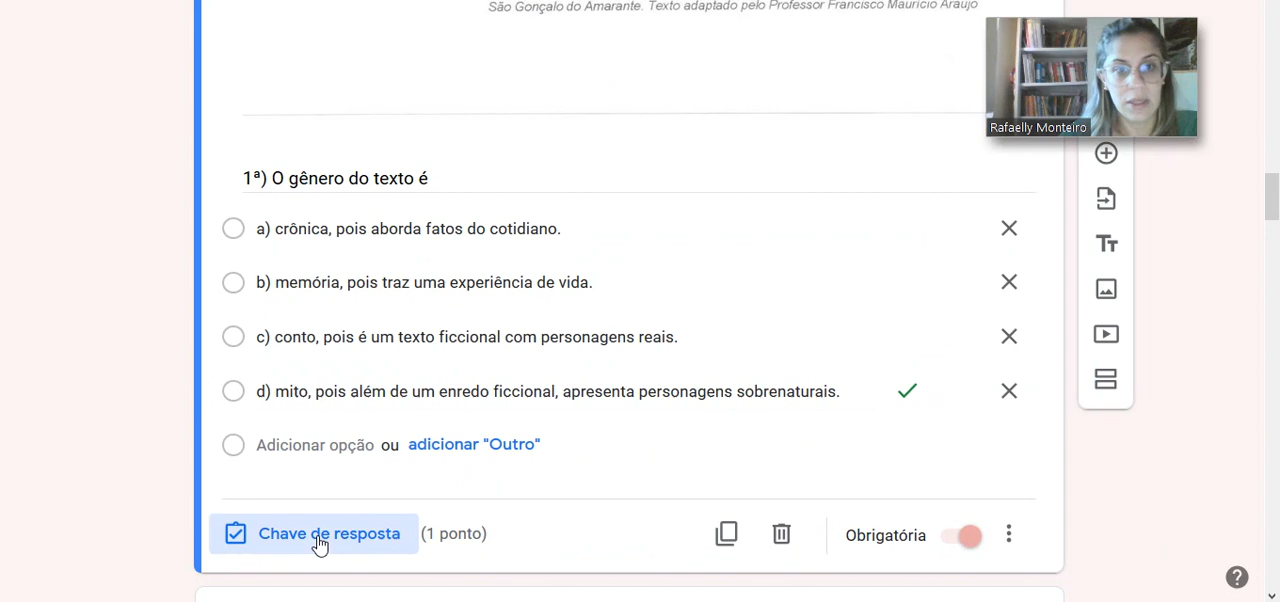 São Gonçalo do Amarante. Texto adaptado pelo Professor Francisco Maurício Araújo
Rafaelly Monteiro
1ª) O gênero do texto é
a) crônica, pois aborda fatos do cotidiano.
b) memória, pois traz uma experiência de vida.
c) conto, pois é um texto ficcional com personagens reais.
d) mito, pois além de um enredo ficcional, apresenta personagens sobrenaturais.
Adicionar opção ou adicionar "Outro"
Chave de resposta (1 ponto) Obrigatória